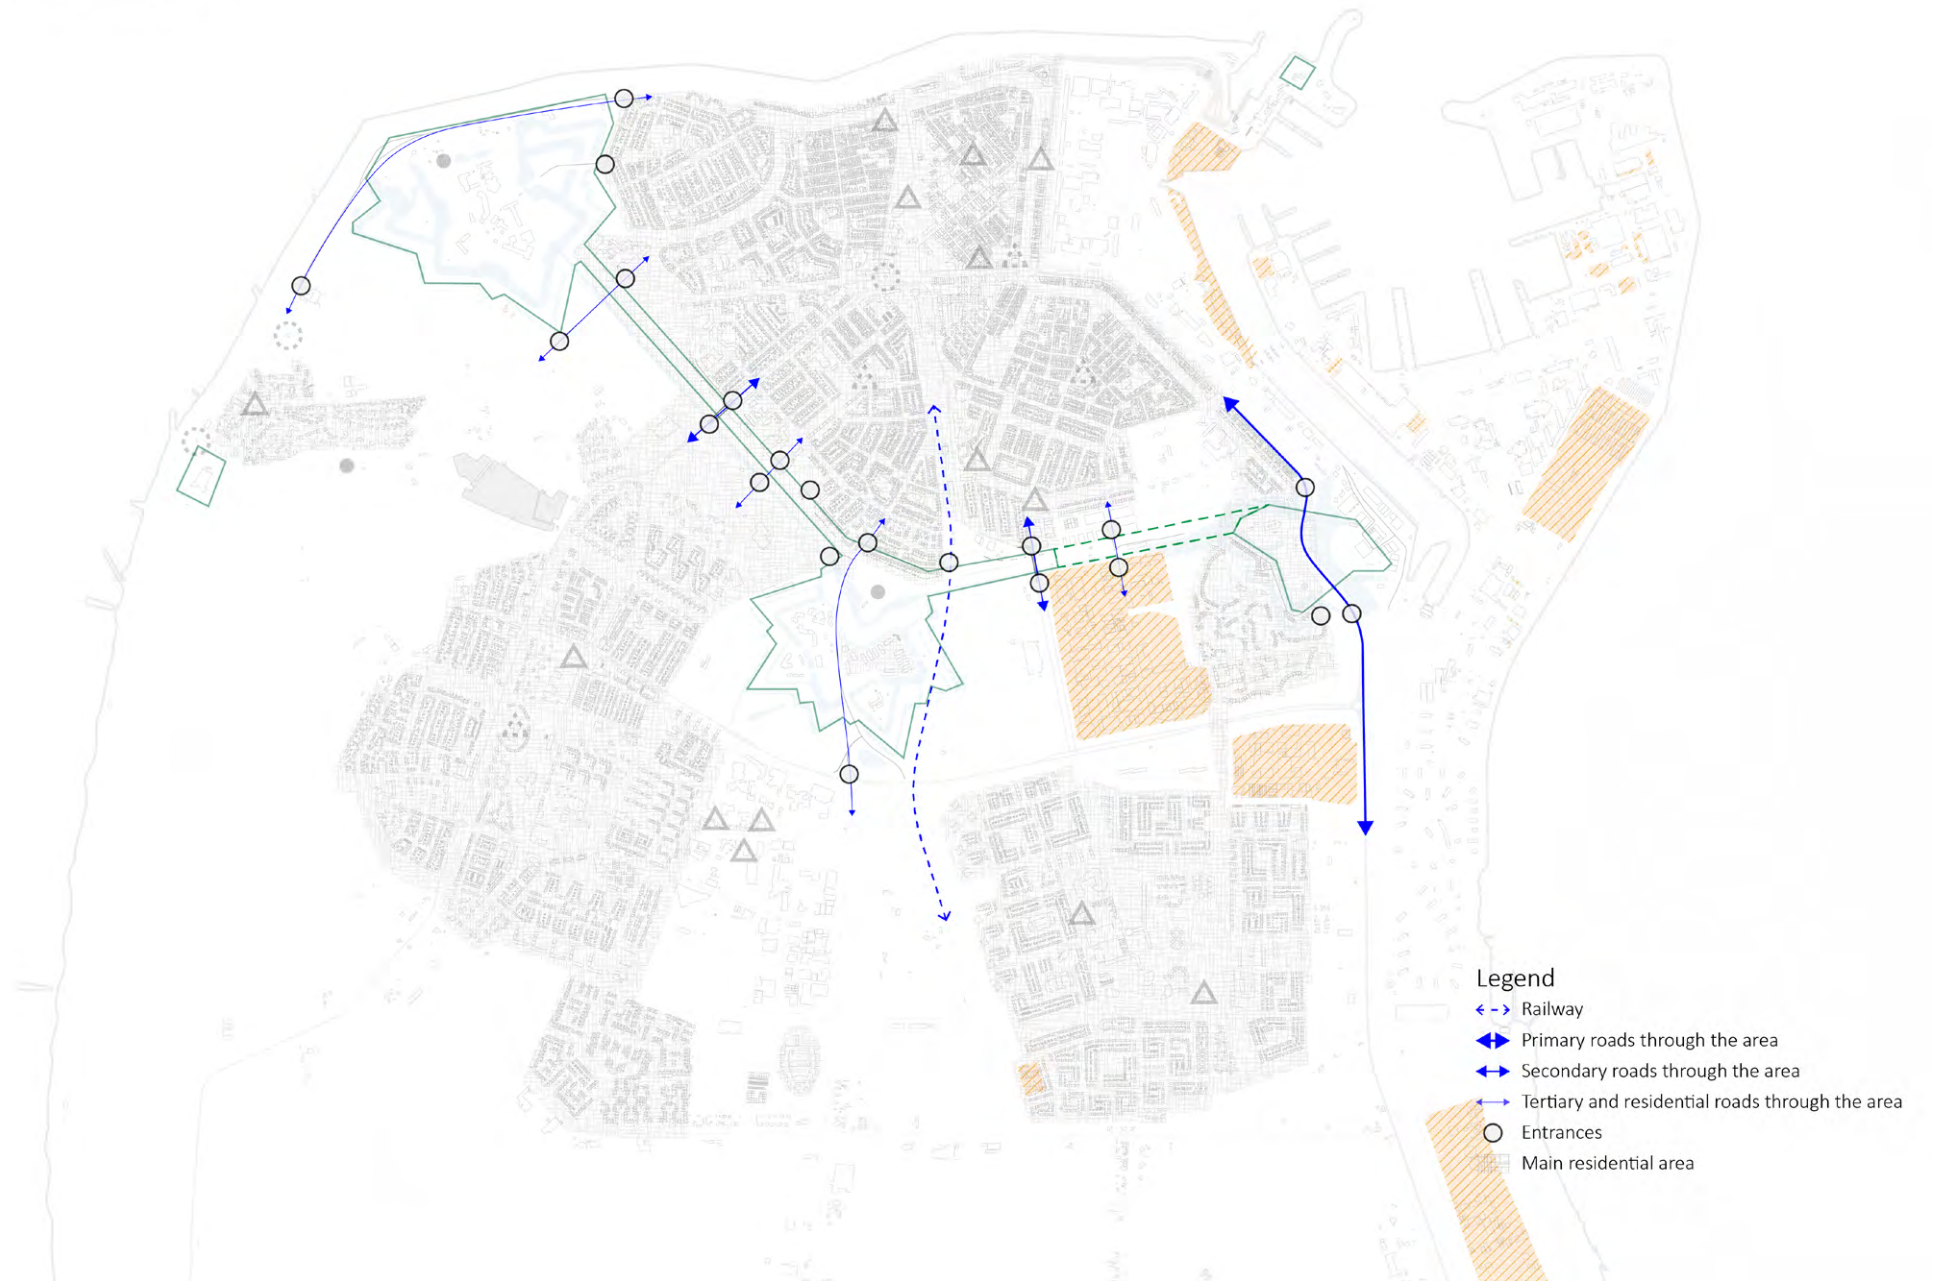 Legend
Railway
Primary roads through the area
Secondary roads through the area
Tertiary and residential roads through the area
Entrances
Main residential area